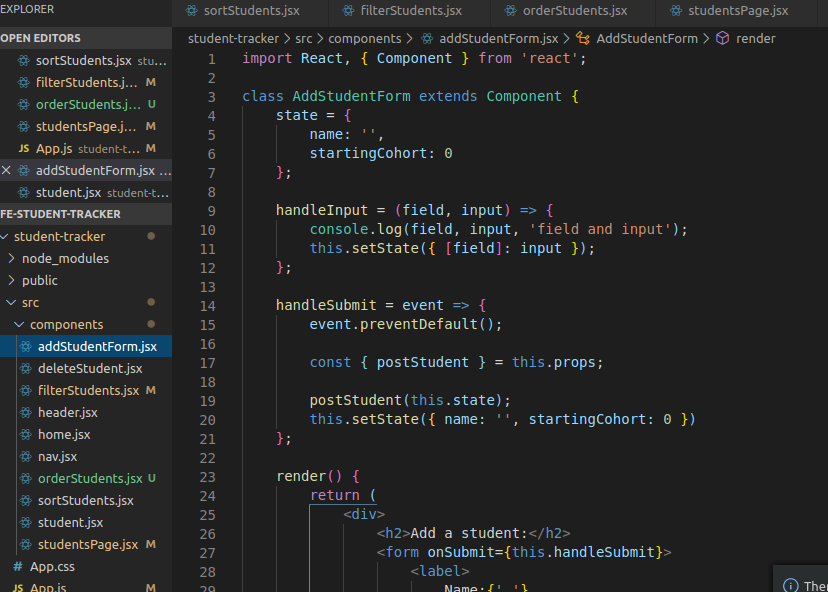 EXPLORER
OPEN EDITORS
sortStudents.jsx stu...
filterStudents.j... M
orderStudents.j... U
studentsPage.j... M
JS App.js student-t... M
addStudentForm.jsx ...
student.jsx student-t...
FE-STUDENT-TRACKER
student-tracker
node_modules
public
src
components
addStudentForm.jsx
deleteStudent.jsx
filterStudents.jsx M
header.jsx
home.jsx
nav.jsx
orderStudents.jsx U
sortStudents.jsx
student.jsx
studentsPage.jsx M
# App.css
JS App.js M
sortStudents.jsx filterStudents.jsx orderStudents.jsx studentsPage.jsx
student-tracker > src > components > addStudentForm.jsx > AddStudentForm > render
1 import React, { Component } from 'react';
2
3 class AddStudentForm extends Component {
4 state = {
5 name: '',
6 startingCohort: 0
7 };
8
9 handleInput = (field, input) => {
10 console.log(field, input, 'field and input');
11 this.setState({ [field]: input });
12 };
13
14 handleSubmit = event => {
15 event.preventDefault();
16
17 const { postStudent } = this.props;
18
19 postStudent(this.state);
20 this.setState({ name: '', startingCohort: 0 })
21 };
22
23 render() {
24 return (
25 <div>
26 <h2>Add a student:</h2>
27 <form onSubmit={this.handleSubmit}>
28 <label>
29 Name:{' '}